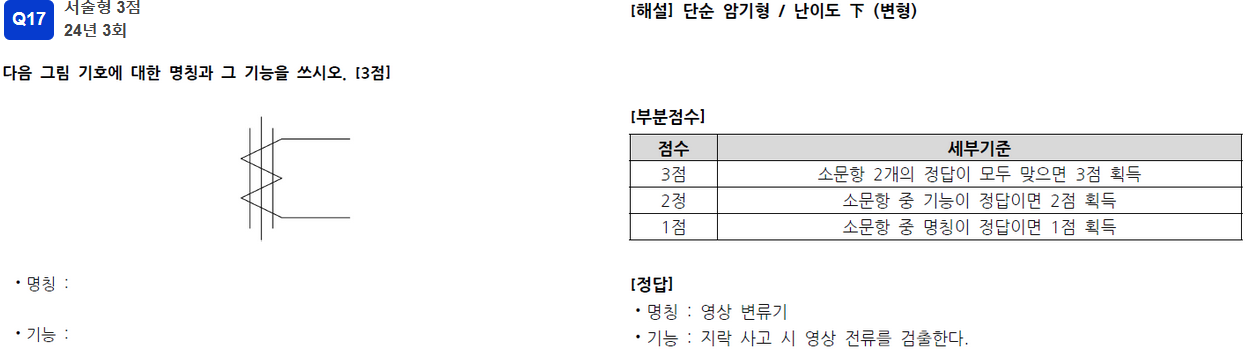 Q17
서술형 3점
24년 3회
다음 그림 기호에 대한 명칭과 그 기능을 쓰시오. [3점]
• 명칭 :
• 기능 :
[해설] 단순 암기형 / 난이도 下 (변형)
[부분점수]
점수 세부기준
3점 소문항 2개의 정답이 모두 맞으면 3점 획득
2정 소문항 중 기능이 정답이면 2점 획득
1점 소문항 중 명칭이 정답이면 1점 획득
[정답]
• 명칭 : 영상 변류기
• 기능 : 지락 사고 시 영상 전류를 검출한다.